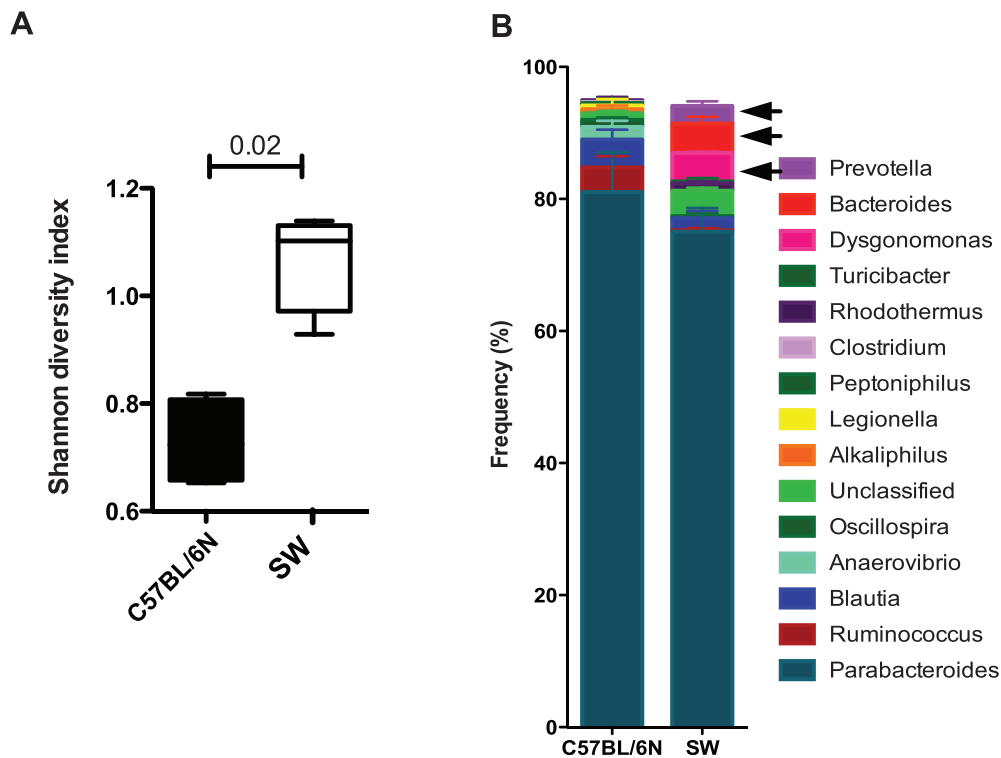 A
0.02
1.2
1.0
0.8
0.6
Shannon diversity index
C57BL/6N
SW
B
100
80
60
40
20
0
Frequency (%)
C57BL/6N
SW
Prevotella
Bacteroides
Dysgonomonas
Turicibacter
Rhodothermus
Clostridium
Peptoniphilus
Legionella
Alkaliphilus
Unclassified
Oscillospira
Anaerovibrio
Blautia
Ruminococcus
Parabacteroides